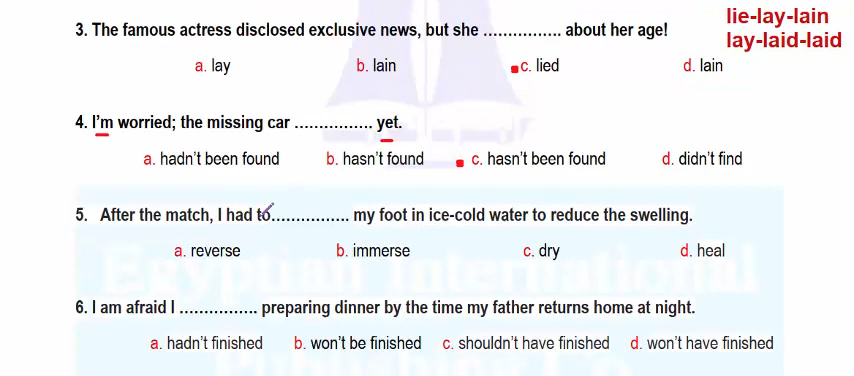 lie-lay-lain
lay-laid-laid
3. The famous actress disclosed exclusive news, but she ................ about her age!
a. lay b. lain c. lied d. lain
4. I'm worried; the missing car ................ yet.
a. hadn't been found b. hasn't found c. hasn't been found d. didn't find
5. After the match, I had to................ my foot in ice-cold water to reduce the swelling.
a. reverse b. immerse c. dry d. heal
Egyptian International
6. I am afraid I ................ preparing dinner by the time my father returns home at night.
a. hadn't finished b. won't be finished c. shouldn't have finished d. won't have finished
Publishing Co